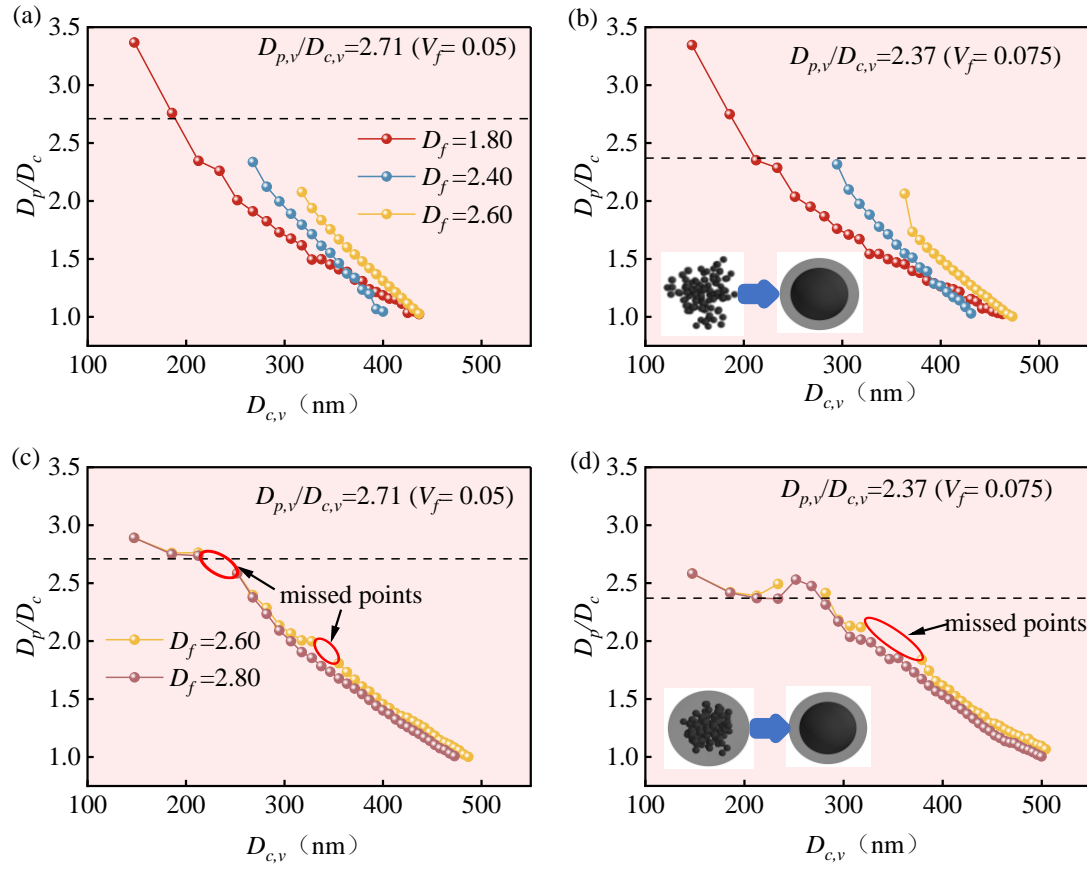 (a)
D_p,v/D_c,v=2.71 (V_f= 0.05)
D_f=1.80
D_f=2.40
D_f=2.60
D_p/D_c
3.5
3.0
2.5
2.0
1.5
1.0
100 200 300 400 500
D_c,v（nm）
(b)
D_p,v/D_c,v=2.37 (V_f= 0.075)
D_p/D_c
3.5
3.0
2.5
2.0
1.5
1.0
100 200 300 400 500
D_c,v（nm）
(c)
D_p,v/D_c,v=2.71 (V_f= 0.05)
missed points
D_f=2.60
D_f=2.80
D_p/D_c
3.5
3.0
2.5
2.0
1.5
1.0
100 200 300 400 500
D_c,v（nm）
(d)
D_p,v/D_c,v=2.37 (V_f= 0.075)
missed points
D_p/D_c
3.5
3.0
2.5
2.0
1.5
1.0
100 200 300 400 500
D_c,v（nm）